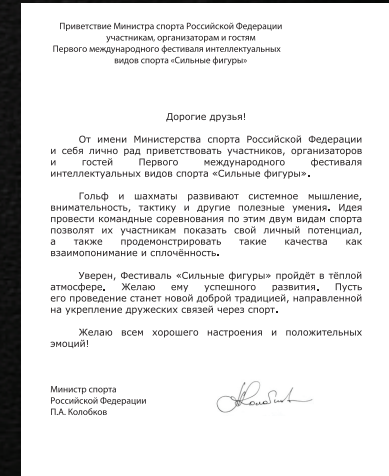 Приветствие Министра спорта Российской Федерации
участникам, организаторам и гостям
Первого международного фестиваля интеллектуальных
видов спорта «Сильные фигуры»
Дорогие друзья!
От имени Министерства спорта Российской Федерации
и себя лично рад приветствовать участников, организаторов
и гостей Первого международного фестиваля
интеллектуальных видов спорта «Сильные фигуры».
Гольф и шахматы развивают системное мышление,
внимательность, тактику и другие полезные умения. Идея
провести командные соревнования по этим двум видам спорта
позволят их участникам показать свой личный потенциал,
а также продемонстрировать такие качества как
взаимопонимание и сплочённость.
Уверен, Фестиваль «Сильные фигуры» пройдёт в тёплой
атмосфере. Желаю ему успешного развития. Пусть
его проведение станет новой доброй традицией, направленной
на укрепление дружеских связей через спорт.
Желаю всем хорошего настроения и положительных
эмоций!
Министр спорта
Российской Федерации
П.А. Колобков